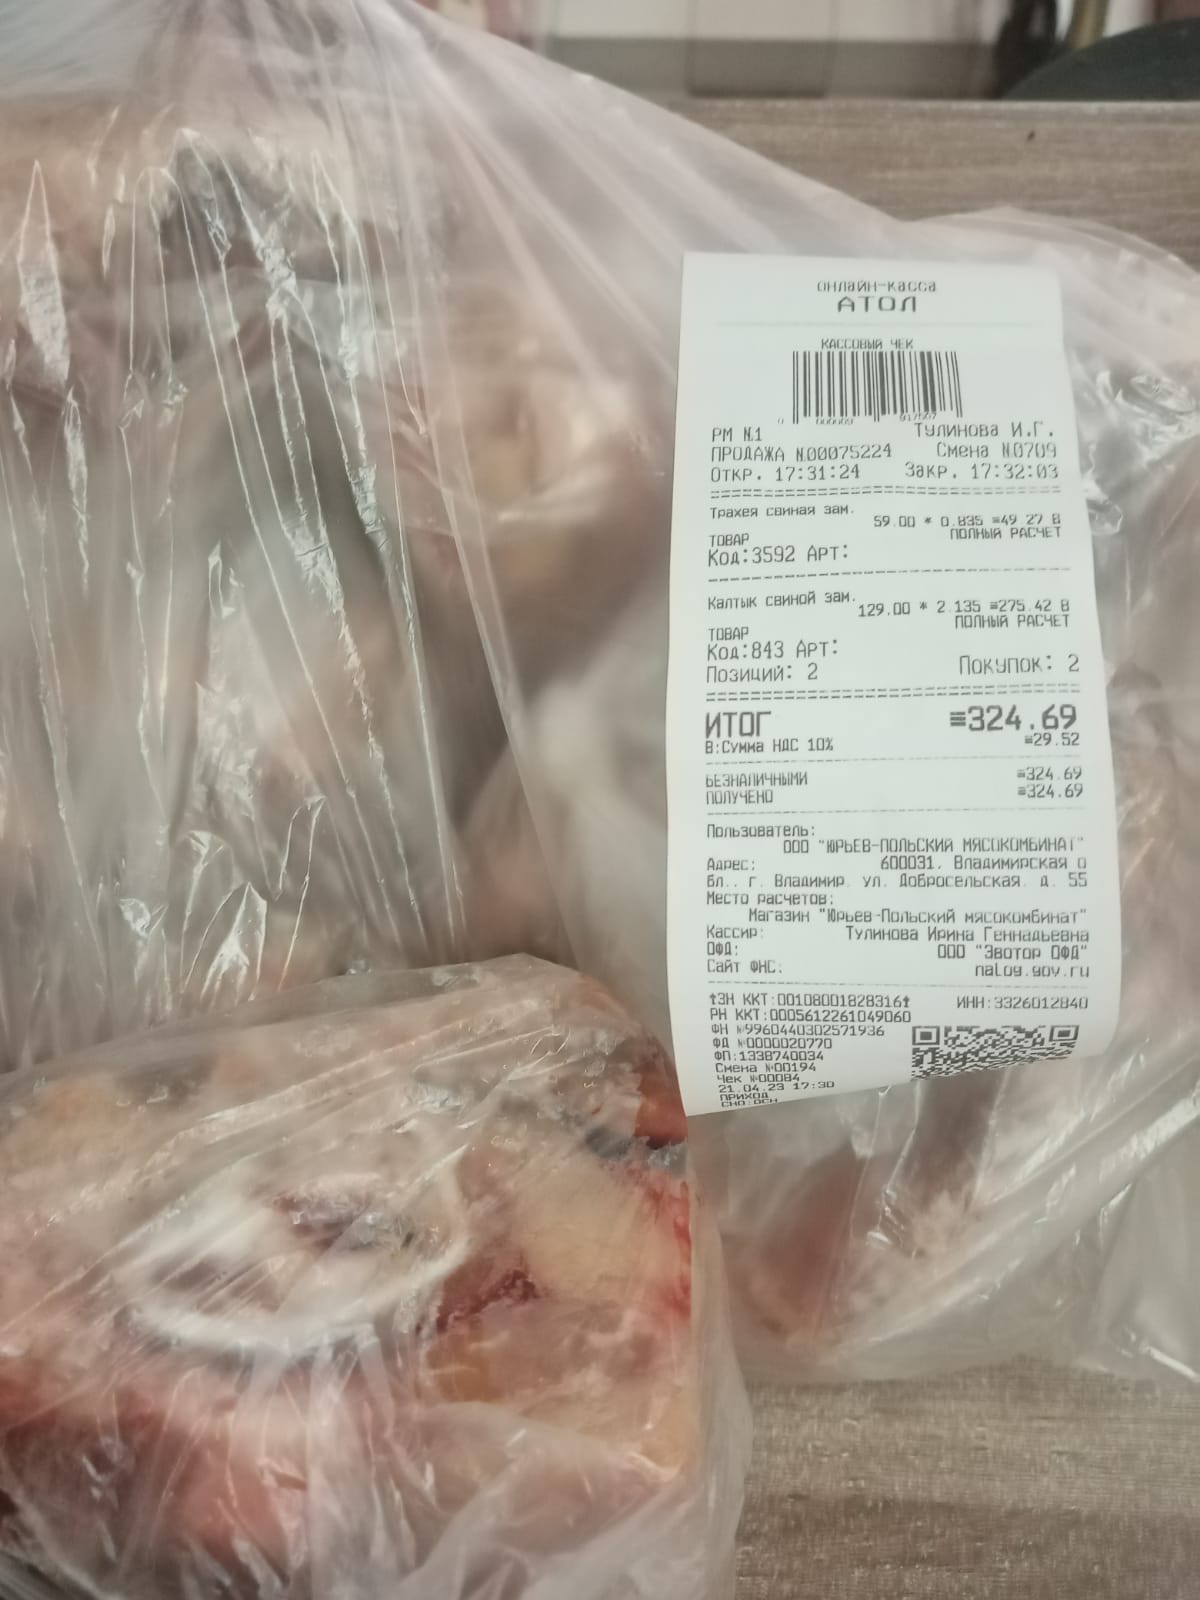 ОНЛАЙН-КАССА
АТОЛ
КАССОВЫЙ ЧЕК
РМ №1 Тулинова И.Г.
ПРОДАЖА №00075224 Смена №0709
Откр. 17:31:24 Закр. 17:32:03
Трахея свиная зам.
59.00 * 0.835 =49.27 В
ТОВАР ПОЛНЫЙ РАСЧЕТ
Код:3592 Арт:
Калтык свиной зам.
129.00 * 2.135 =275.42 В
ТОВАР ПОЛНЫЙ РАСЧЕТ
Код:843 Арт:
Позиций: 2 Покупок: 2
ИТОГ =324.69
В:Сумма НДС 10% =29.52
БЕЗНАЛИЧНЫМИ =324.69
ПОЛУЧЕНО =324.69
Пользователь:
ООО "ЮРЬЕВ-ПОЛЬСКИЙ МЯСОКОМБИНАТ"
Адрес: 600031, Владимирская о
бл., г. Владимир, ул. Добросельская, д. 55
Место расчетов:
Магазин "Юрьев-Польский мясокомбинат"
Кассир: Тулинова Ирина Геннадьевна
ОФД: ООО "Эвотор ОФД"
Сайт ФНС: nalog.gov.ru
*ЗН ККТ:00108001828316* ИНН:3326012840
РН ККТ:0005612261049060
ФН №9960440302571936
ФД №0000020770
ФП:1338740034
Смена №00194
Чек №00084
21.04.23 17:30
ПРИХОД
СНО:ОСН